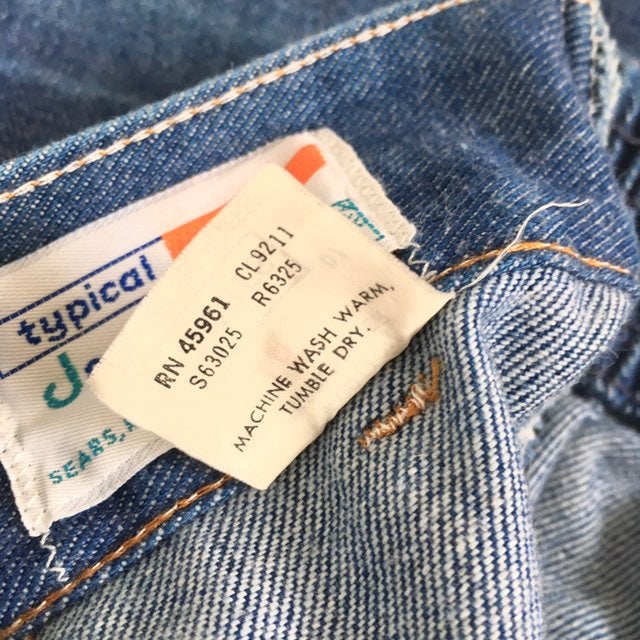 typical
SEARS,
RN 45961 CL9211
S63025 R6325
MACHINE WASH WARM,
TUMBLE DRY.